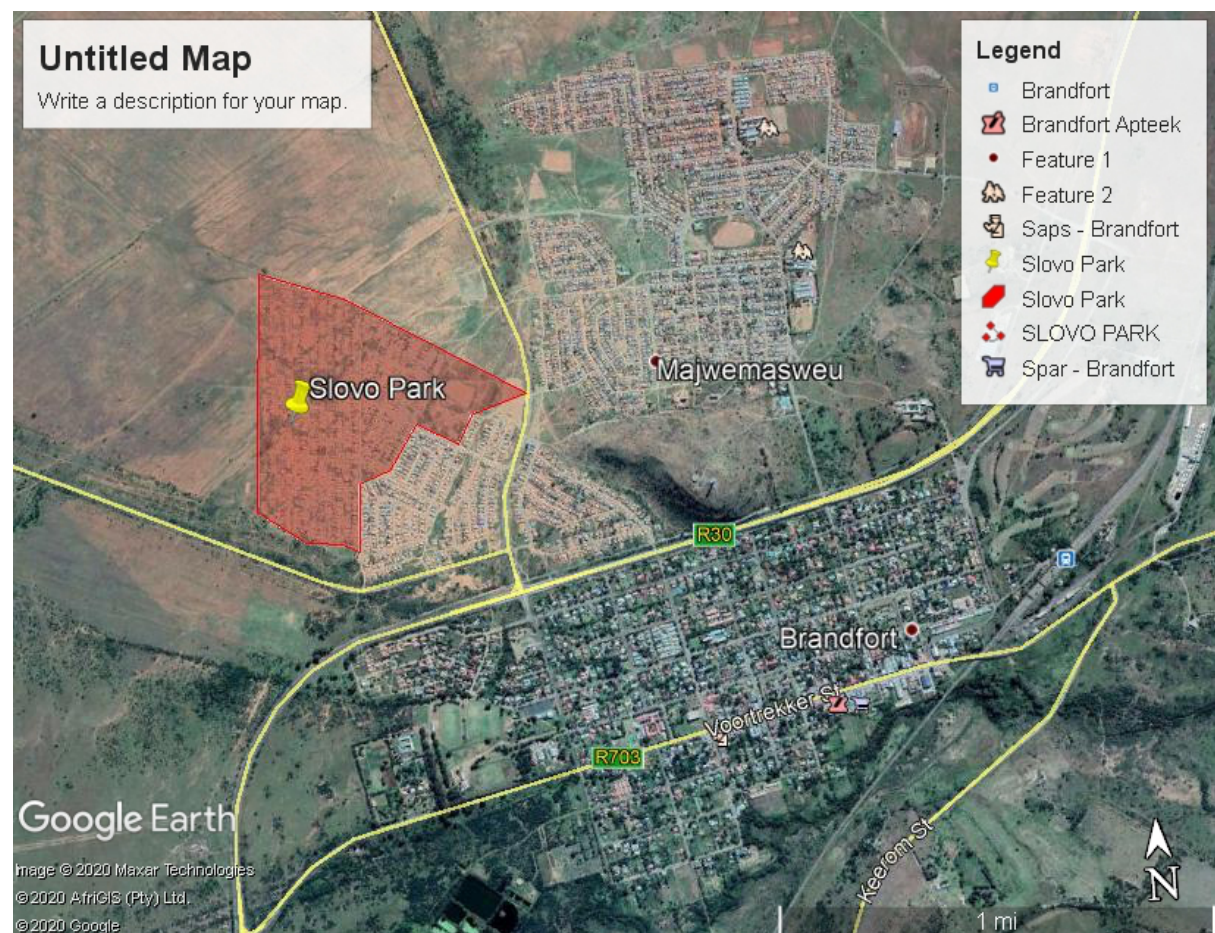 Untitled Map
Write a description for your map.
Legend
Brandfort
Brandfort Apteek
Feature 1
Feature 2
Saps - Brandfort
Slovo Park
Slovo Park
SLOVO PARK
Spar - Brandfort
Slovo Park
Majwemasweu
R30
Brandfort
Voortrekker St
R703
Keerom St
Google Earth
Image © 2020 Maxar Technologies
©2020 AfriGIS (Pty) Ltd.
©2020 Google
N
1 mi